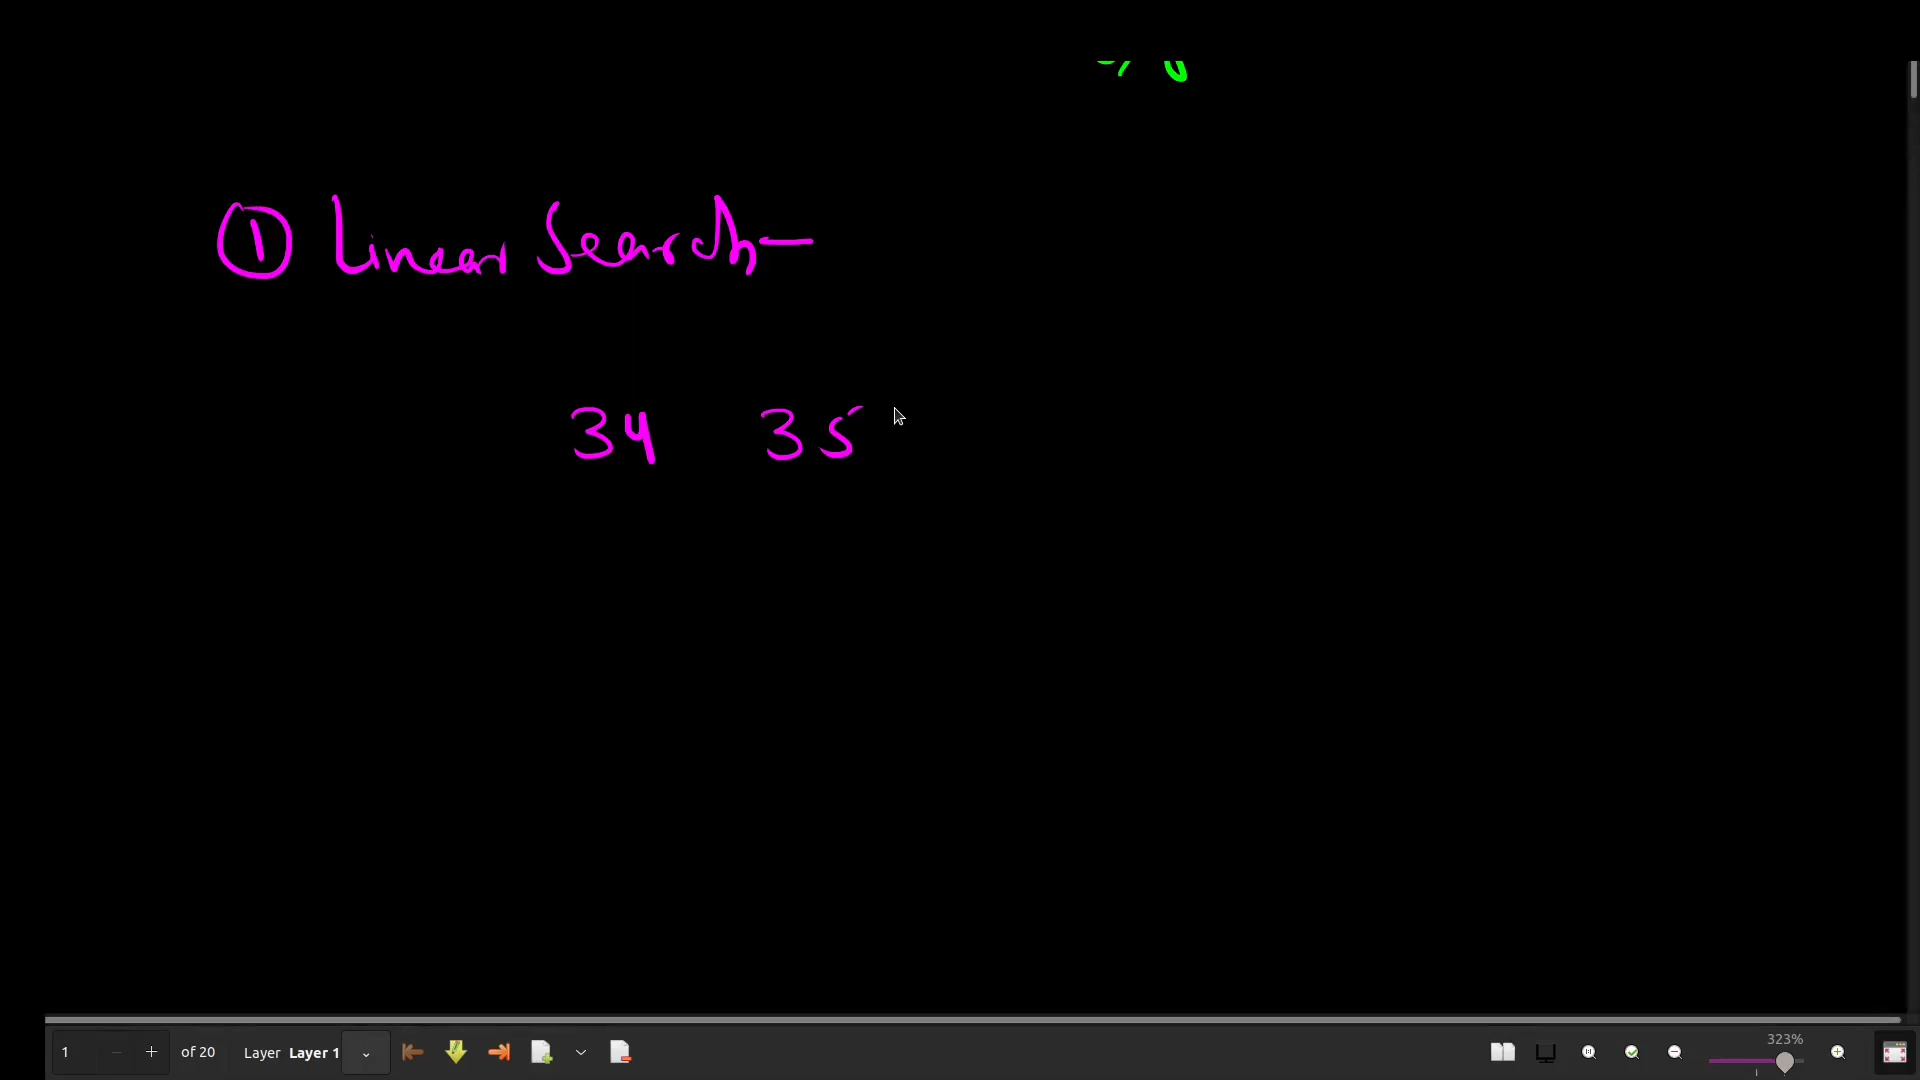 ① Linear Search-
34 35
1 of 20 Layer Layer 1 323%